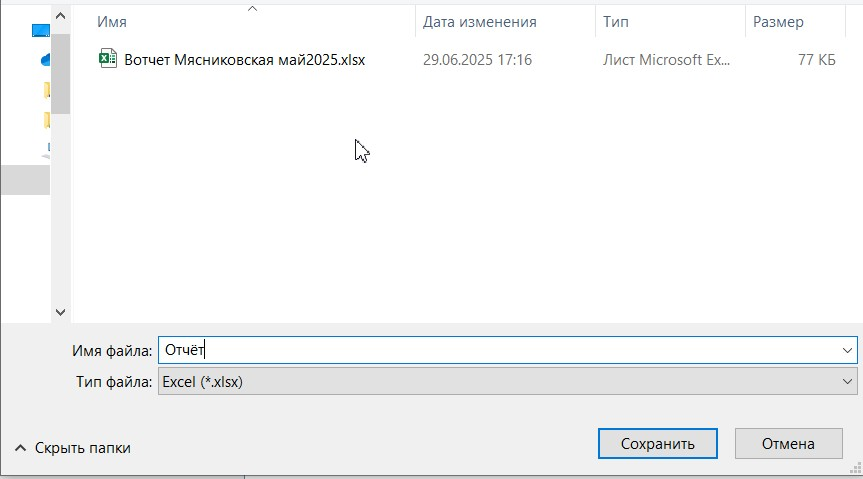 Имя Дата изменения Тип Размер
Вотчет Мясниковская май2025.xlsx 29.06.2025 17:16 Лист Microsoft Ex... 77 КБ
Имя файла: Отчёт
Тип файла: Excel (*.xlsx)
Скрыть папки Сохранить Отмена